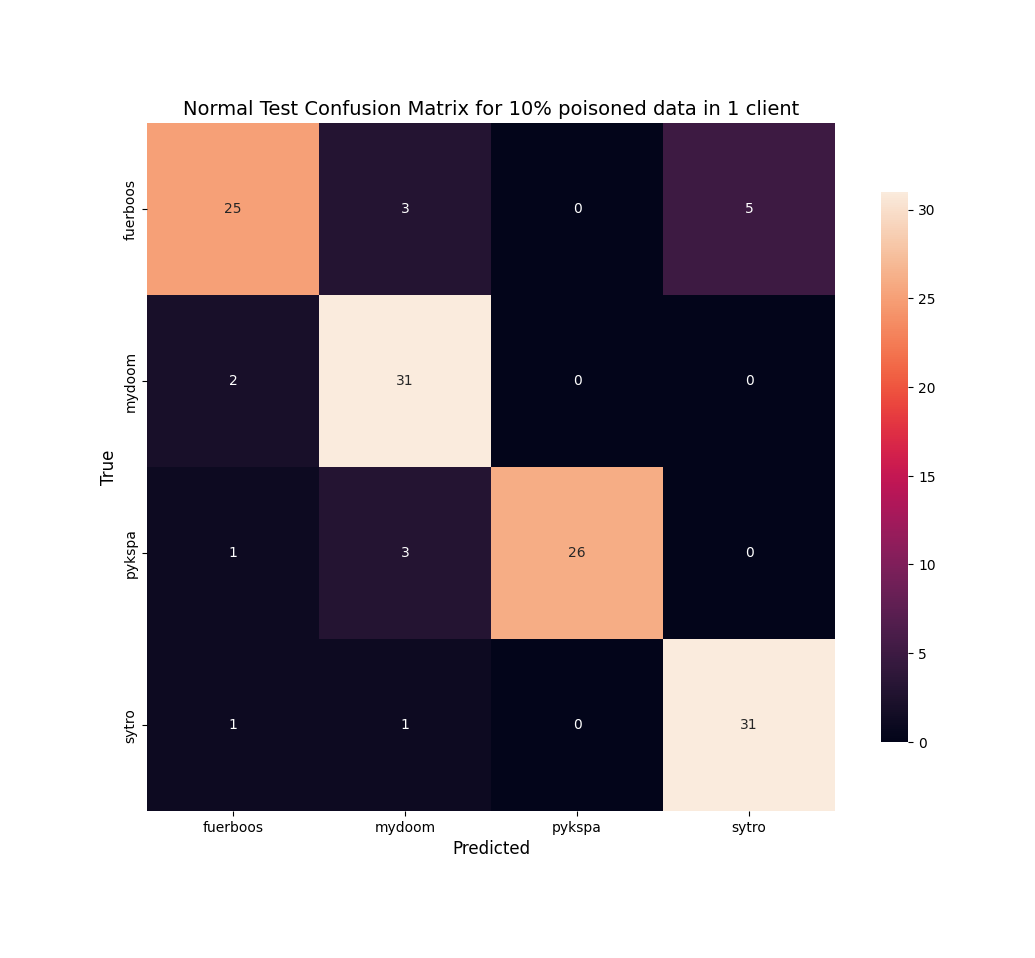 Normal Test Confusion Matrix for 10% poisoned data in 1 client
fuerboos 25 3 0 5
mydoom 2 31 0 0
pykspa 1 3 26 0
sytro 1 1 0 31
True
fuerboos mydoom pykspa sytro
Predicted
30
25
20
15
10
5
0